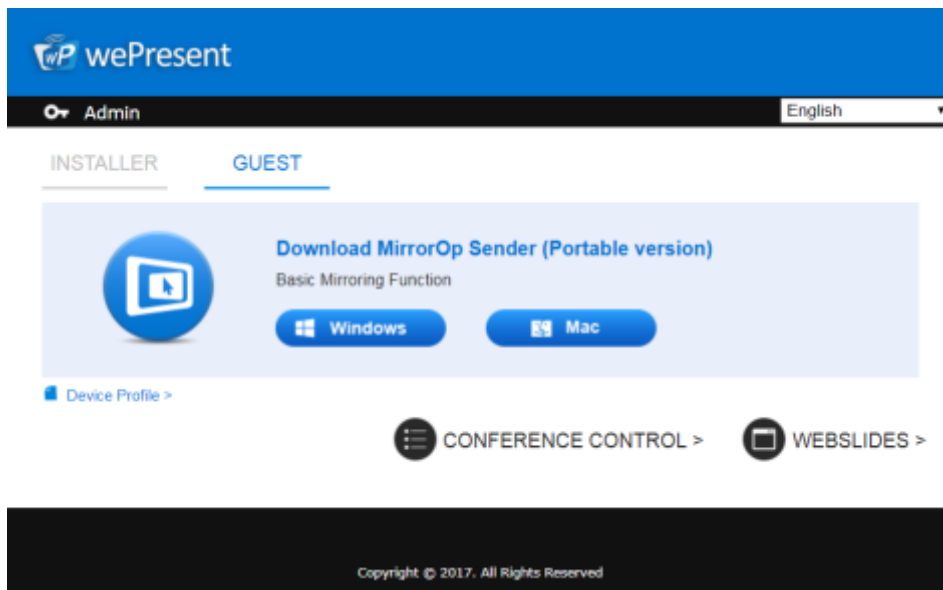 wP wePresent
Admin
English
INSTALLER GUEST
Download MirrorOp Sender (Portable version)
Basic Mirroring Function
Windows Mac
Device Profile >
CONFERENCE CONTROL > WEBSLIDES >
Copyright © 2017. All Rights Reserved